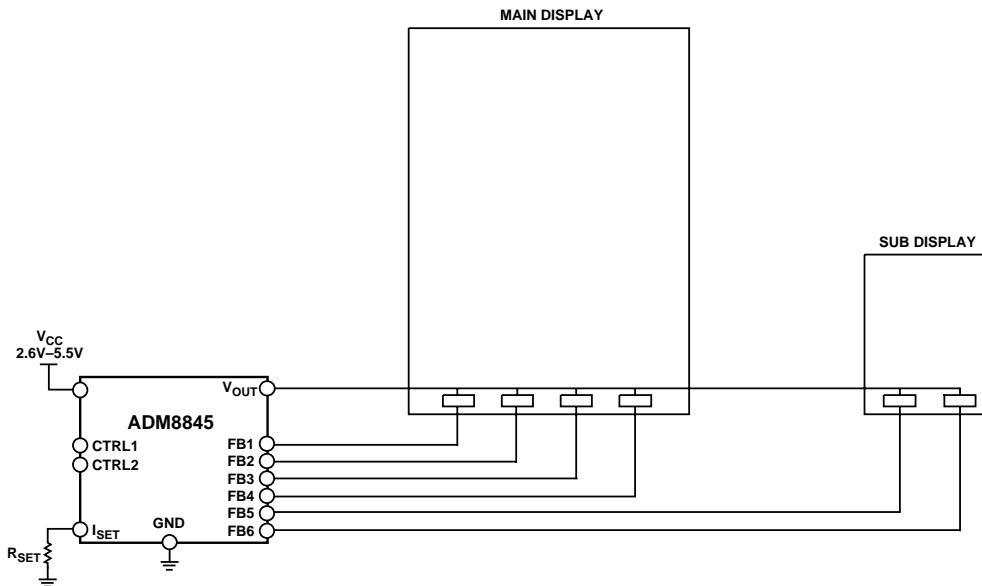 MAIN DISPLAY
SUB DISPLAY
VCC
2.6V–5.5V
VOUT
ADM8845
CTRL1
CTRL2
FB1
FB2
FB3
FB4
FB5
FB6
ISET
GND
RSET